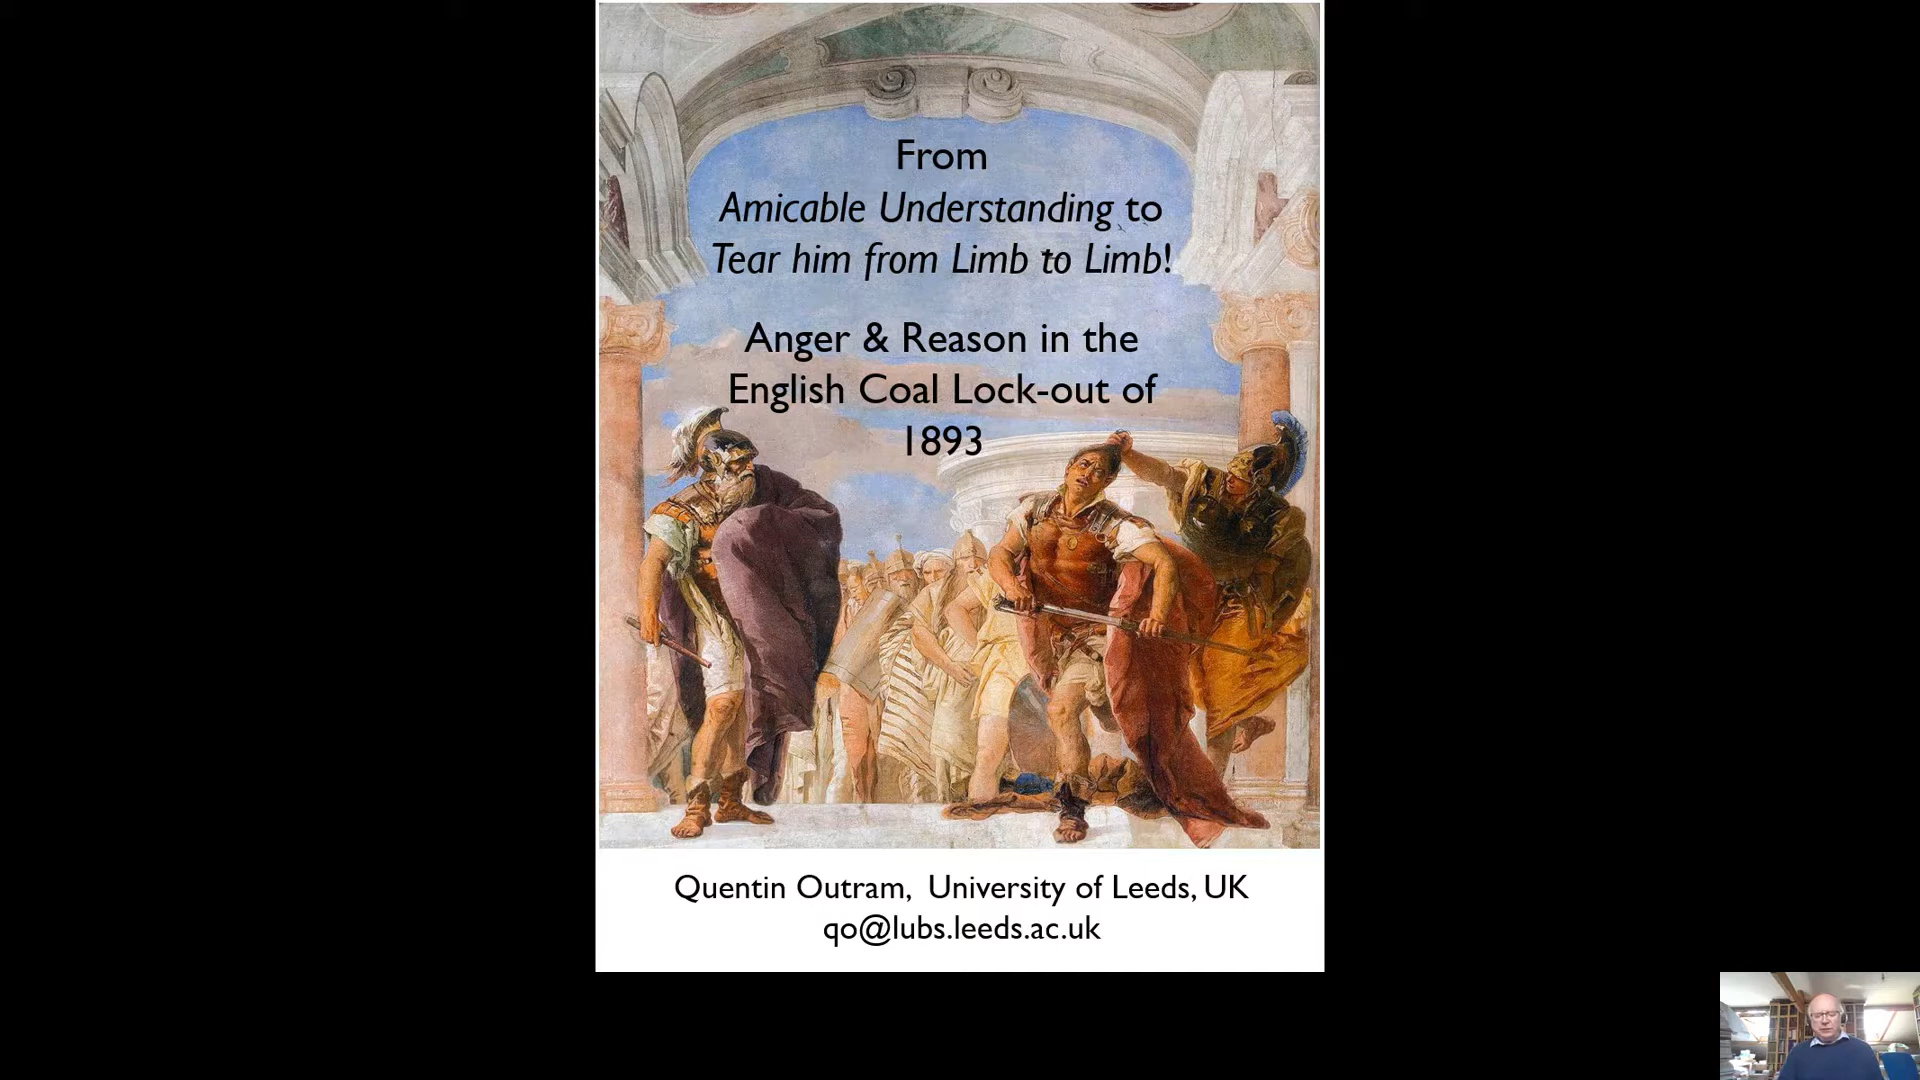 From
Amicable Understanding to
Tear him from Limb to Limb!
Anger & Reason in the
English Coal Lock-out of
1893
Quentin Outram, University of Leeds, UK
qo@lubs.leeds.ac.uk